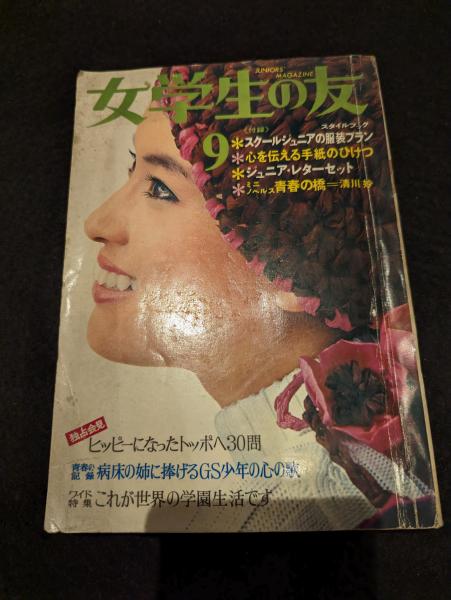 JUNIORS'
MAGAZINE
女学生の友
9
〈付録〉
スタイルブック
＊スクールジュニアの服装プラン
＊心を伝える手紙のひけつ
＊ジュニア・レターセット
＊ミニノベルス青春の橋＝清川妙
独占会見
ヒッピーになったトッポへ30問
青春の記録 病床の姉に捧げるGS少年の心の歌
ワイド特集 これが世界の学園生活です